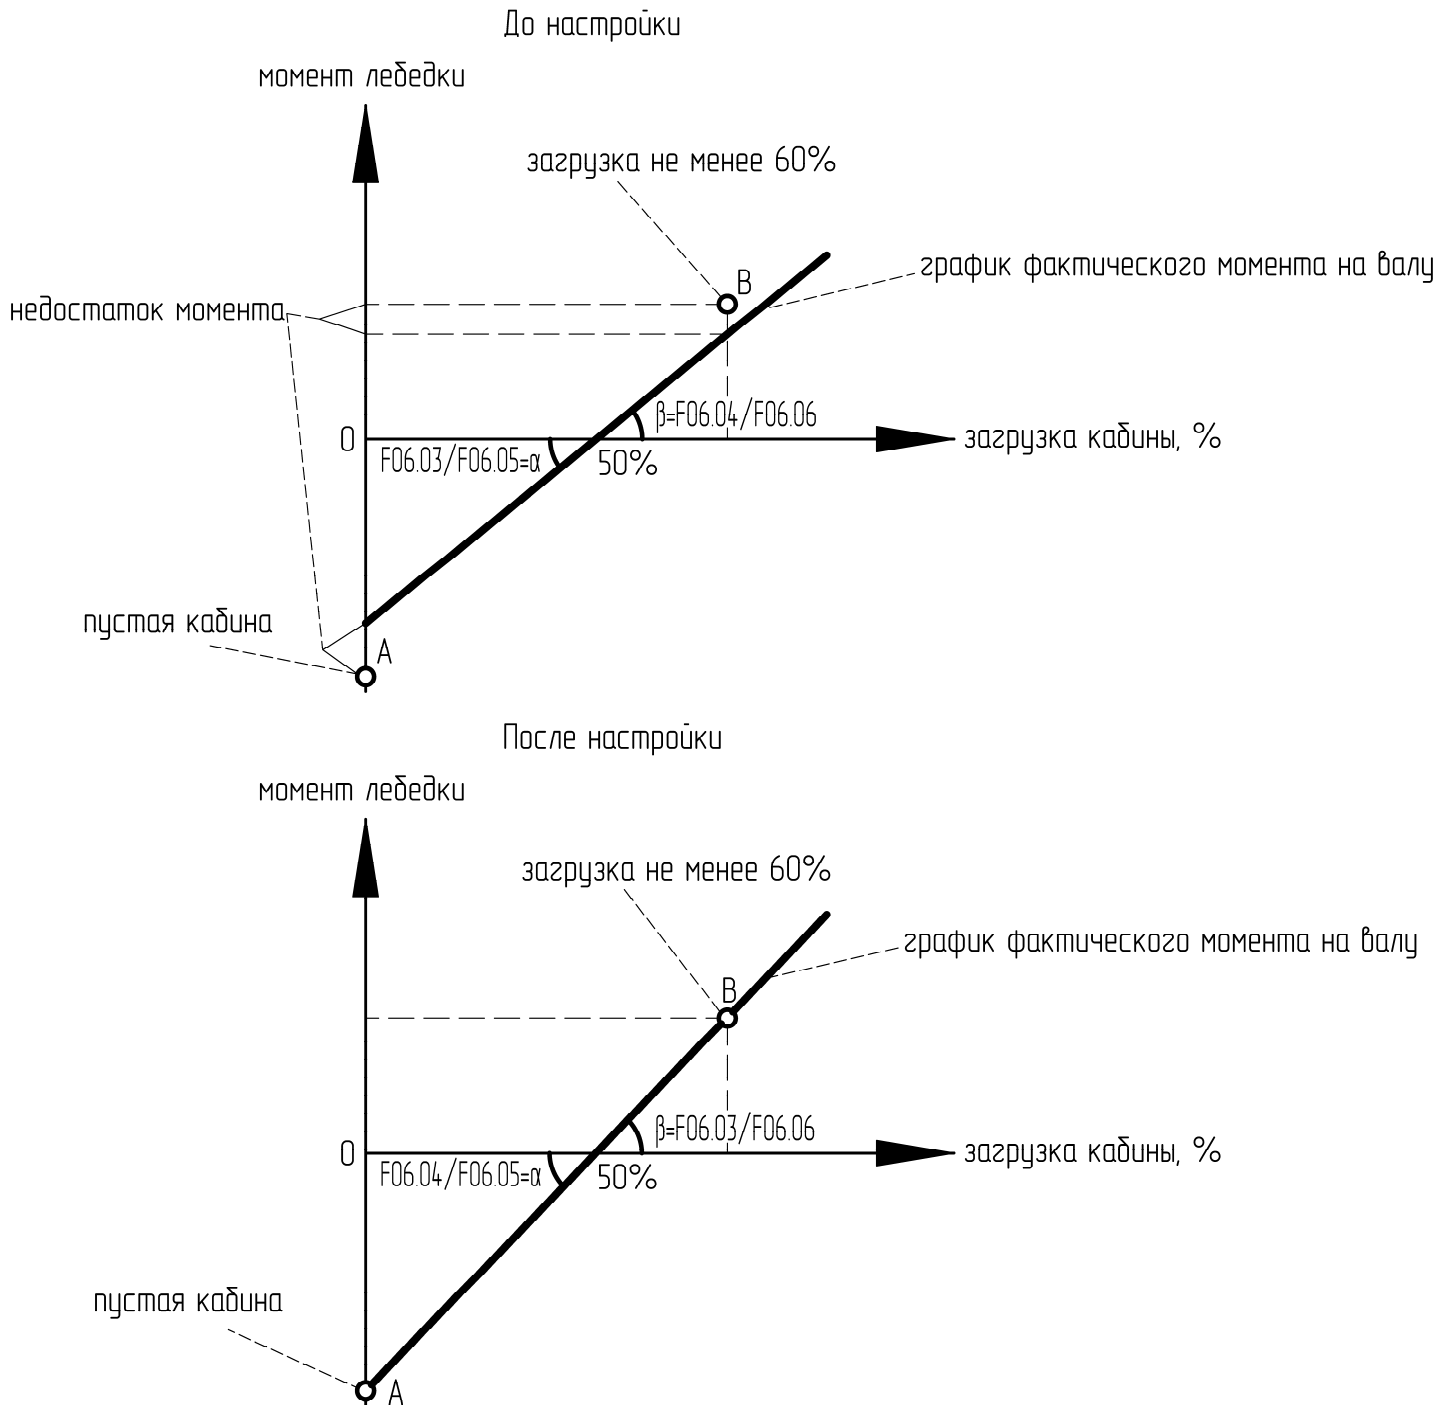 До настройки
момент лебедки
загрузка не менее 60%
В
график фактического момента на валу
недостаток момента
β=F06.04/F06.06
0
загрузка кабины, %
F06.03/F06.05=α
50%
пустая кабина
А
После настройки
момент лебедки
загрузка не менее 60%
график фактического момента на валу
В
β=F06.03/F06.06
0
загрузка кабины, %
F06.04/F06.05=α
50%
пустая кабина
А